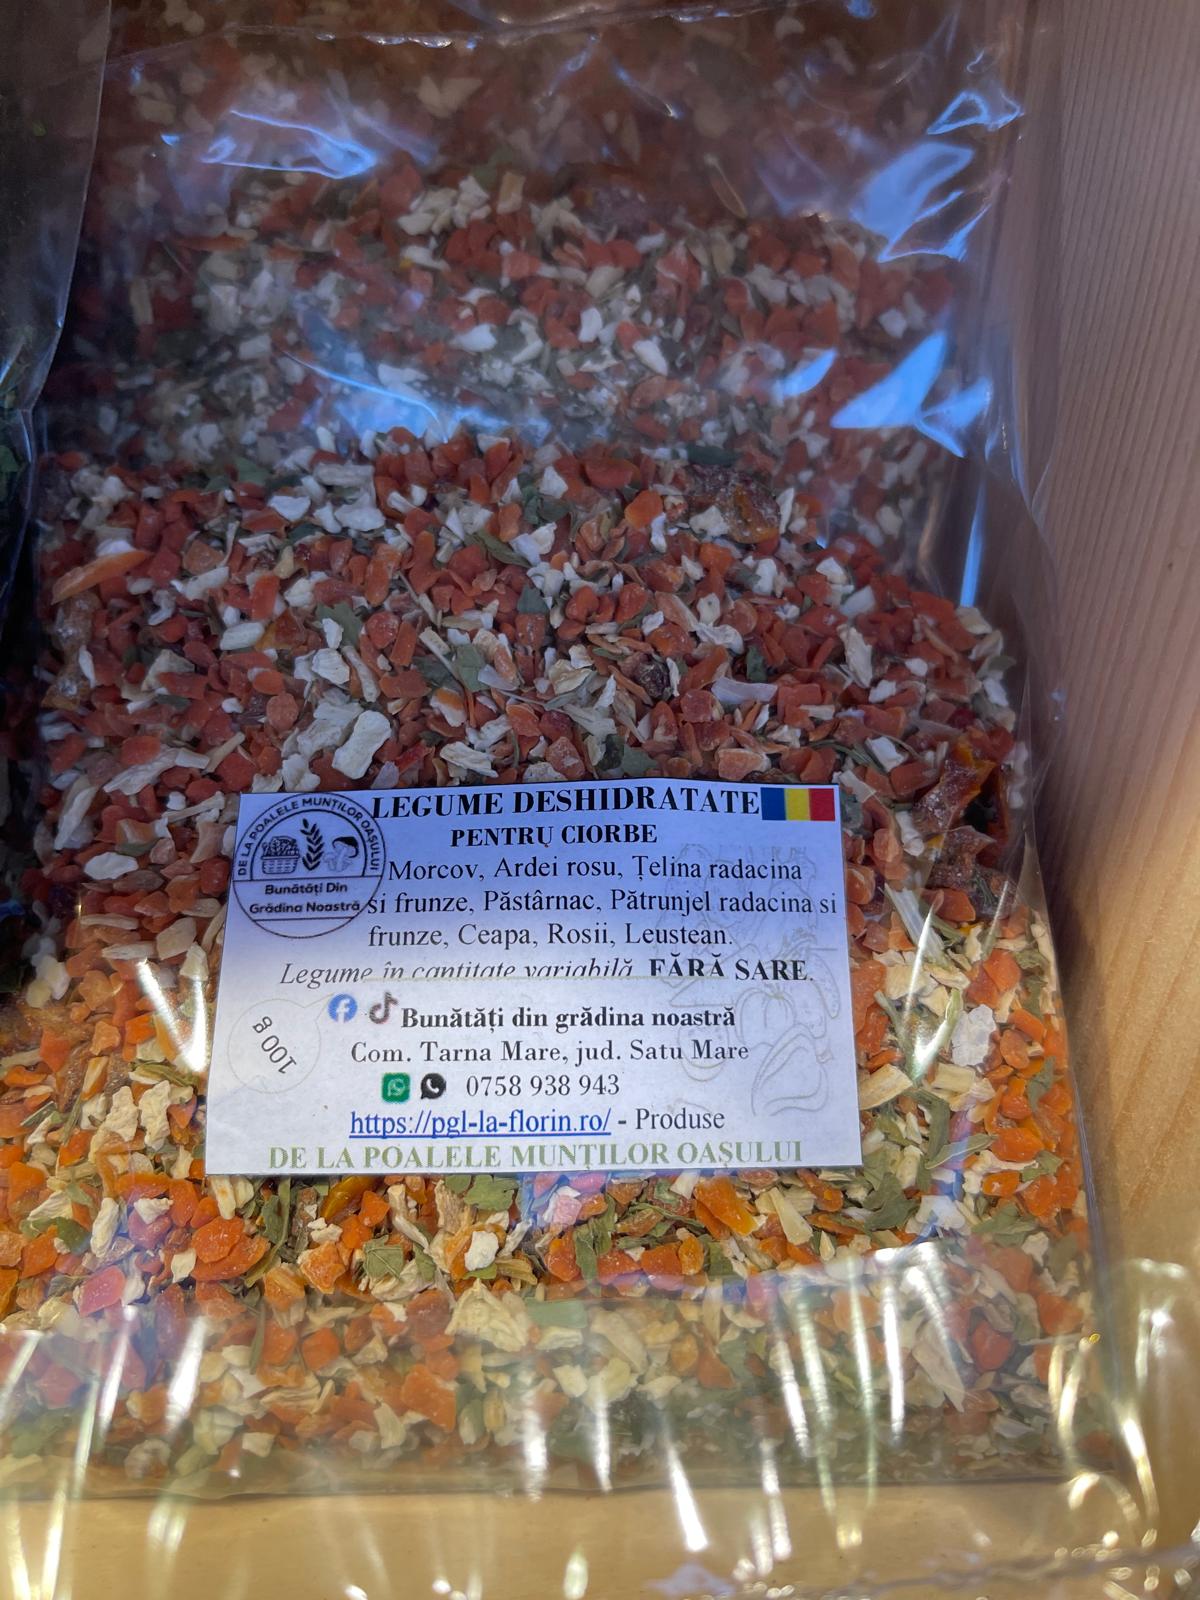 DE LA POALELE MUNȚILOR OAȘULUI
Bunătăți Din
Grădina Noastră
LEGUME DESHIDRATATE
PENTRU CIORBE
Morcov, Ardei rosu, Țelina radacina
si frunze, Păstârnac, Pătrunjel radacina si
frunze, Ceapa, Rosii, Leustean.
Legume în cantitate variabilă FĂRĂ SARE.
100 g
Bunătăți din grădina noastră
Com. Tarna Mare, jud. Satu Mare
0758 938 943
https://pgl-la-florin.ro/ - Produse
DE LA POALELE MUNȚILOR OAȘULUI